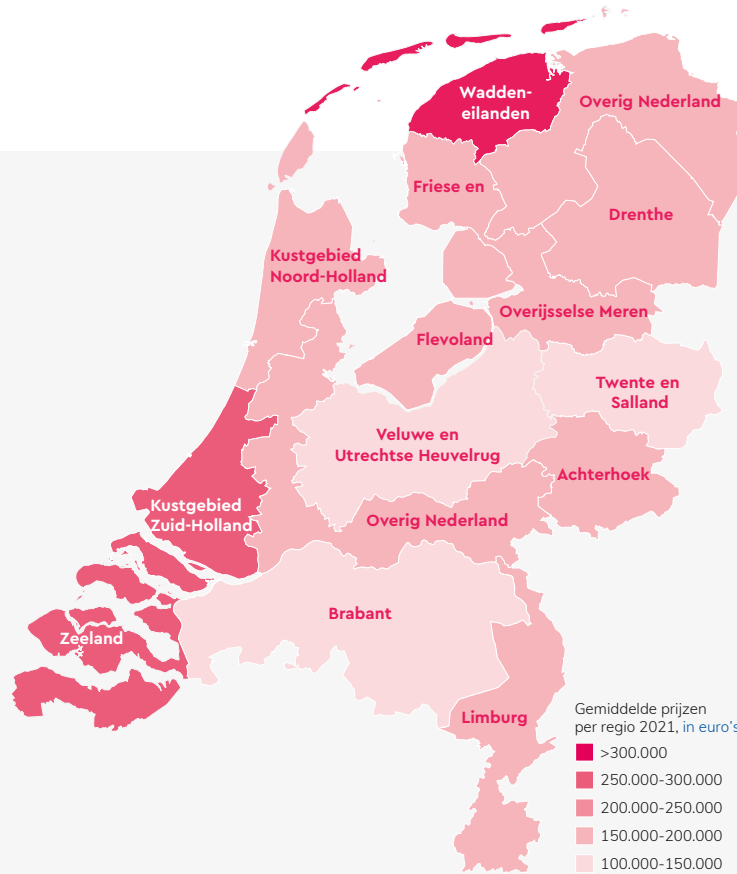 Wadden-
eilanden
Overig Nederland
Friese en
Drenthe
Kustgebied
Noord-Holland
Overijsselse Meren
Flevoland
Twente en
Salland
Veluwe en
Utrechtse Heuvelrug
Achterhoek
Kustgebied
Zuid-Holland
Overig Nederland
Brabant
Zeeland
Limburg
Gemiddelde prijzen
per regio 2021, in euro's
>300.000
250.000-300.000
200.000-250.000
150.000-200.000
100.000-150.000